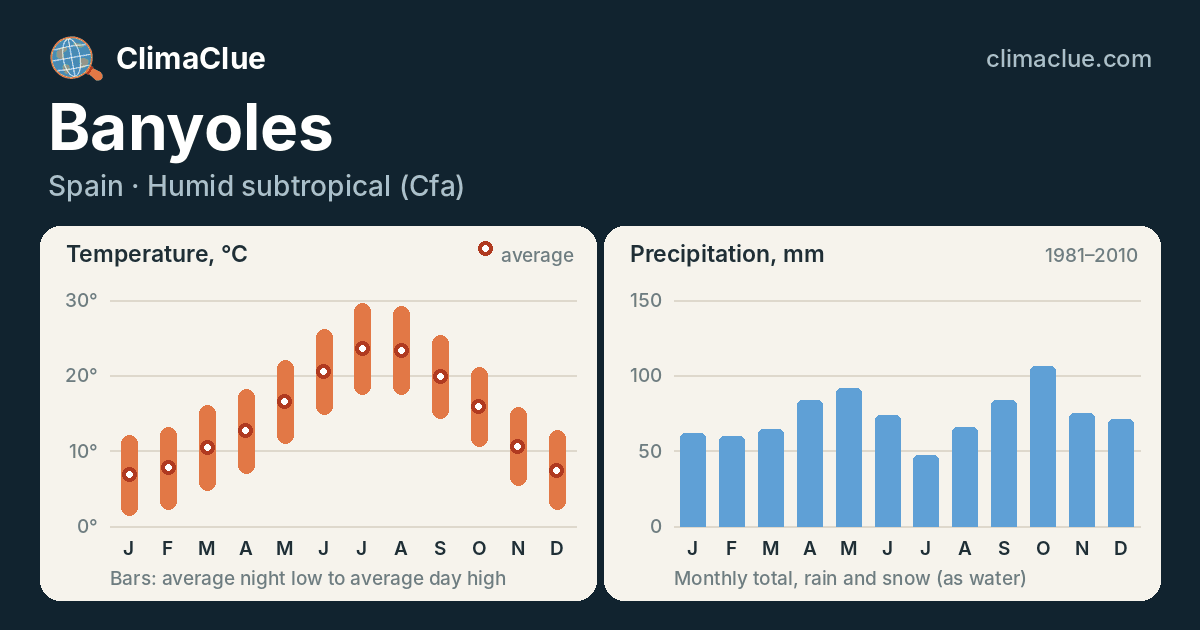 ClimaClue
climaclue.com
Banyoles
Spain · Humid subtropical (Cfa)
Temperature, °C
average
30°
20°
10°
0°
J F M A M J J A S O N D
Bars: average night low to average day high
Precipitation, mm
1981–2010
150
100
50
0
J F M A M J J A S O N D
Monthly total, rain and snow (as water)